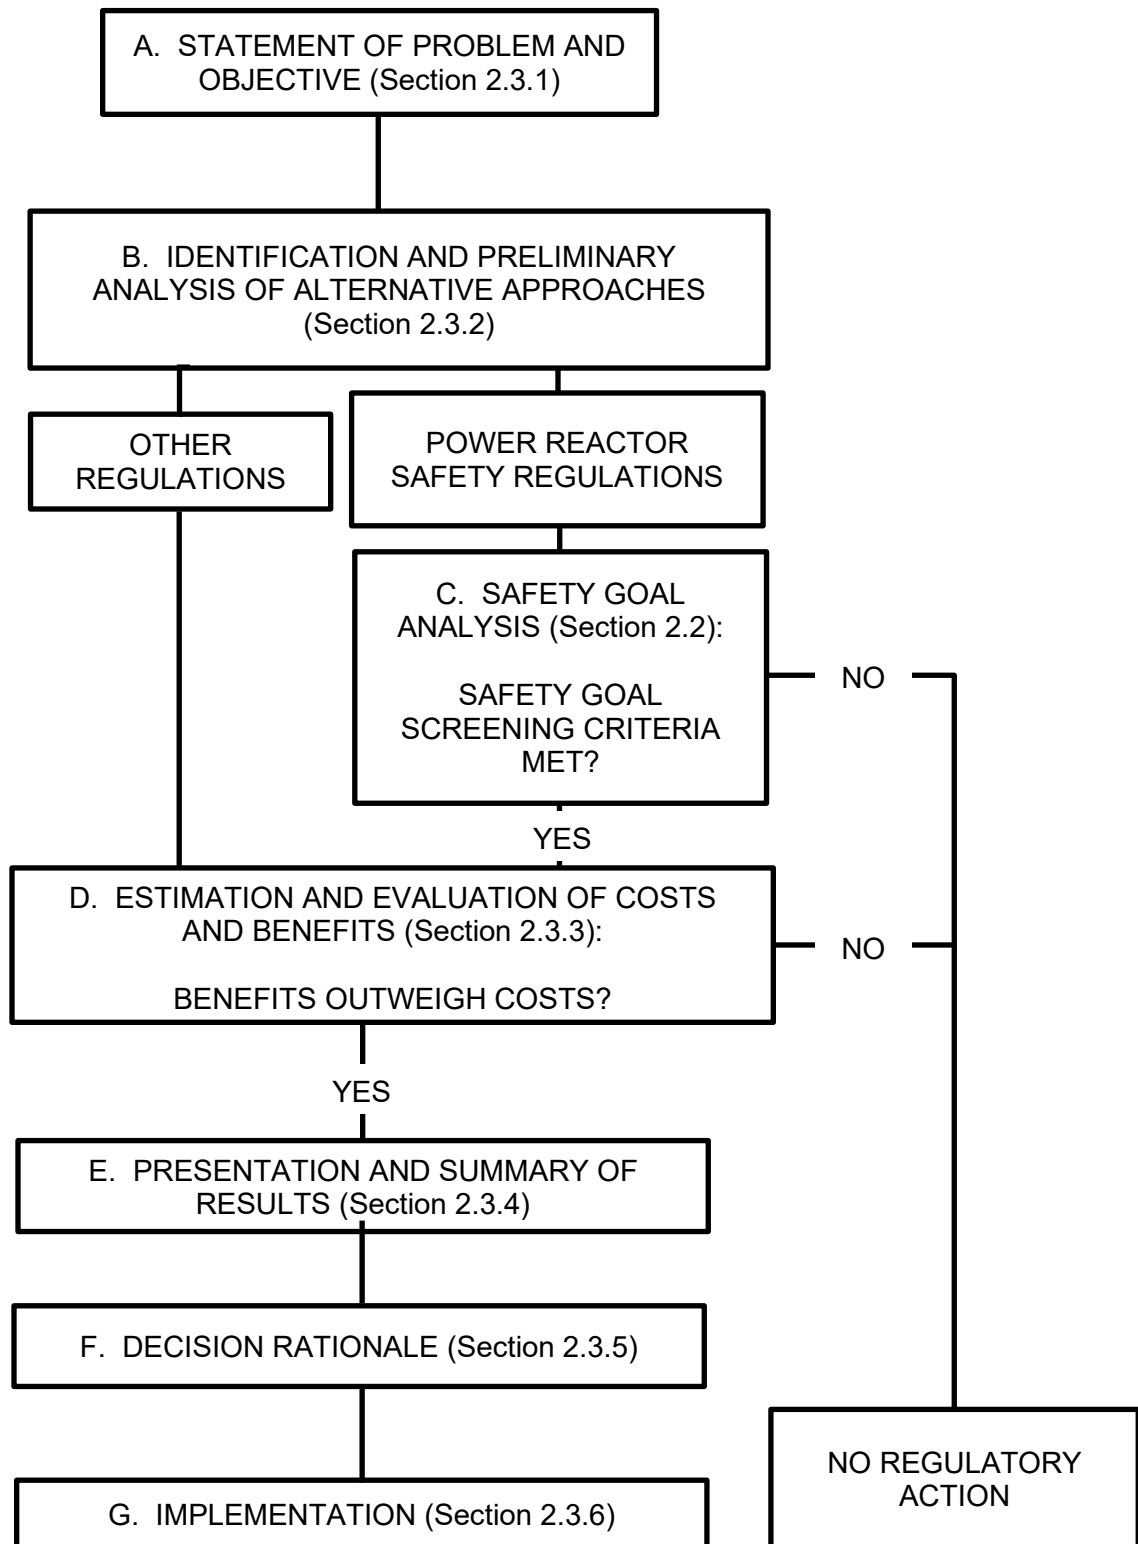 A. STATEMENT OF PROBLEM AND
OBJECTIVE (Section 2.3.1)
B. IDENTIFICATION AND PRELIMINARY
ANALYSIS OF ALTERNATIVE APPROACHES
(Section 2.3.2)
OTHER
REGULATIONS
POWER REACTOR
SAFETY REGULATIONS
C. SAFETY GOAL
ANALYSIS (Section 2.2):
SAFETY GOAL
SCREENING CRITERIA
MET?
NO
YES
D. ESTIMATION AND EVALUATION OF COSTS
AND BENEFITS (Section 2.3.3):
BENEFITS OUTWEIGH COSTS?
NO
YES
E. PRESENTATION AND SUMMARY OF
RESULTS (Section 2.3.4)
F. DECISION RATIONALE (Section 2.3.5)
G. IMPLEMENTATION (Section 2.3.6)
NO REGULATORY
ACTION